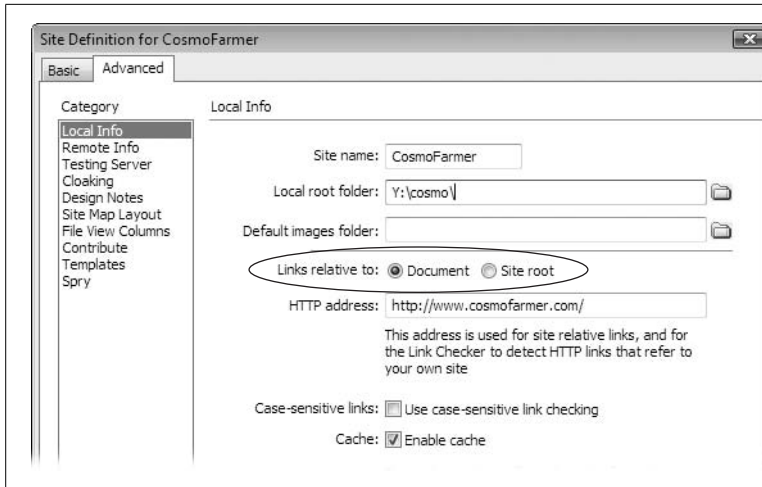 Site Definition for CosmoFarmer
Basic
Advanced
Category
Local Info
Remote Info
Testing Server
Cloaking
Design Notes
Site Map Layout
File View Columns
Contribute
Templates
Spry
Local Info
Site name: CosmoFarmer
Local root folder: Y:\cosmo\
Default images folder:
Links relative to: Document Site root
HTTP address: http://www.cosmofarmer.com/
This address is used for site relative links, and for
the Link Checker to detect HTTP links that refer to
your own site
Case-sensitive links: Use case-sensitive link checking
Cache: Enable cache